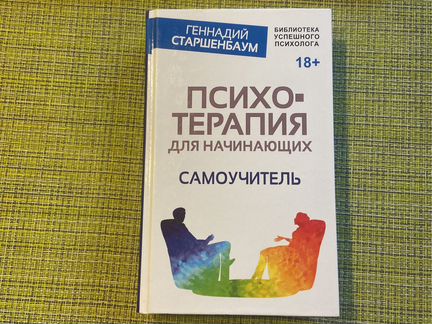 ГЕННАДИЙ
СТАРШЕНБАУМ
БИБЛИОТЕКА
УСПЕШНОГО
ПСИХОЛОГА
18+
ПСИХО-
ТЕРАПИЯ
ДЛЯ НАЧИНАЮЩИХ
САМОУЧИТЕЛЬ